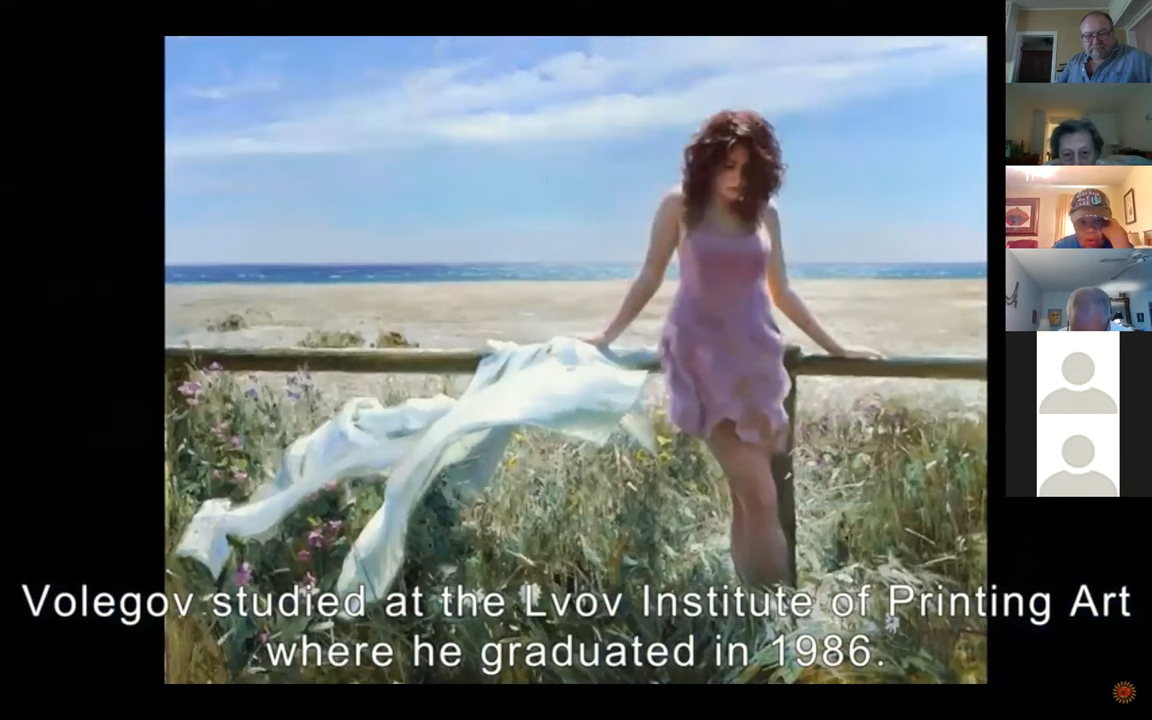 Volegov studied at the Lvov Institute of Printing Art
where he graduated in 1986.